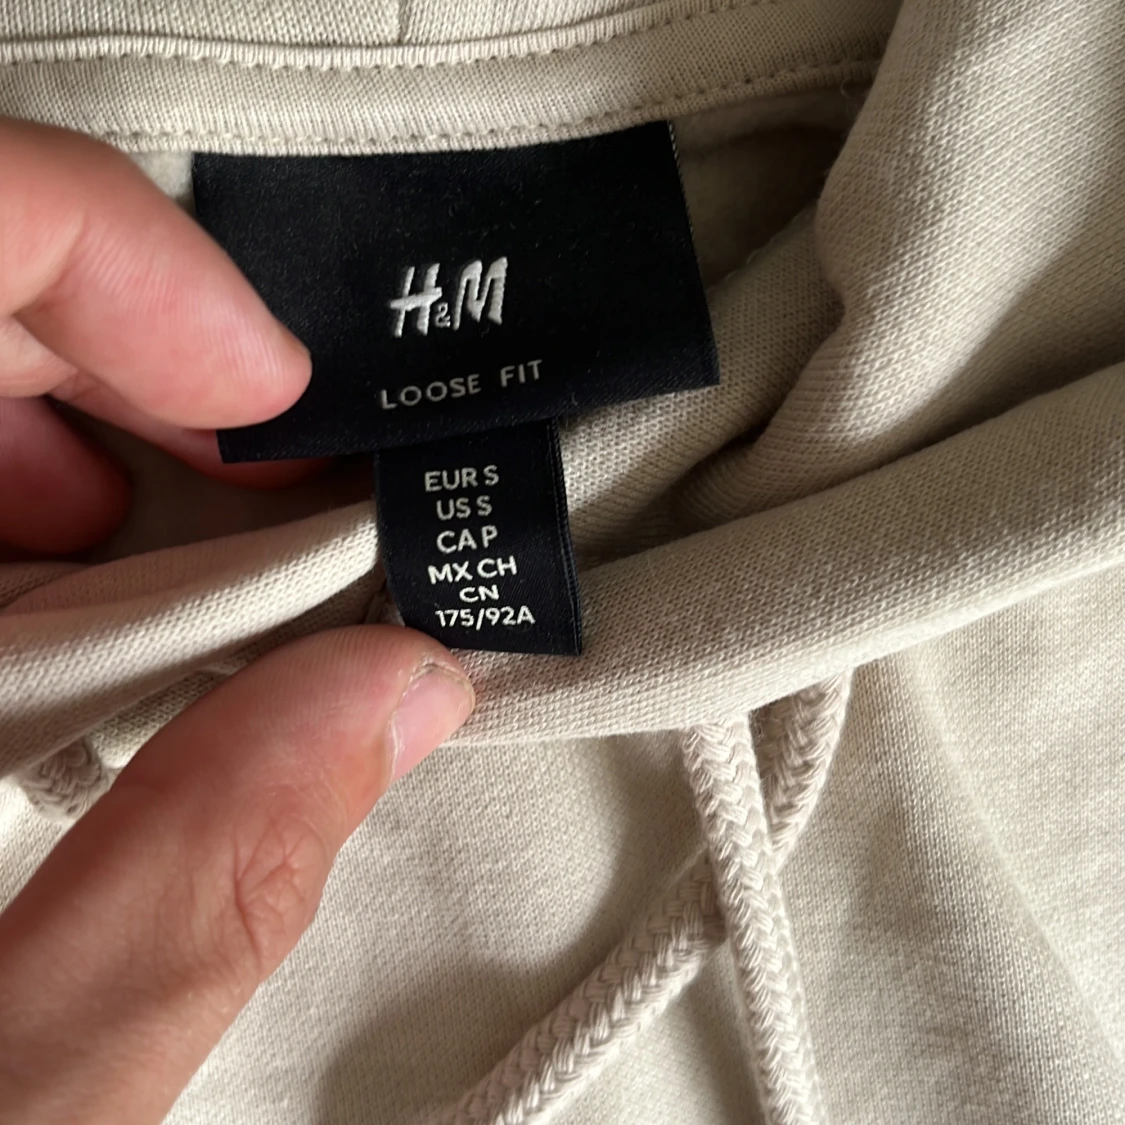 H&M
LOOSE FIT
EUR S
US S
CA P
MX CH
CN
175/92A